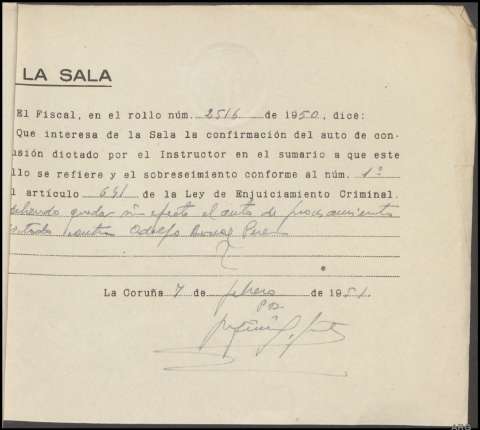 LA SALA
El Fiscal, en el rollo núm. 2516 de 1950, dice:
Que interesa de la Sala la confirmación del auto de con-
usión dictado por el Instructor en el sumario a que este
llo se refiere y el sobreseimiento conforme al núm. 1º
l artículo 641 de la Ley de Enjuiciamiento Criminal.
debiendo quedar sin efecto el auto de procesamiento
contra Adolfo
La Coruña 7 de febrero de 1951.